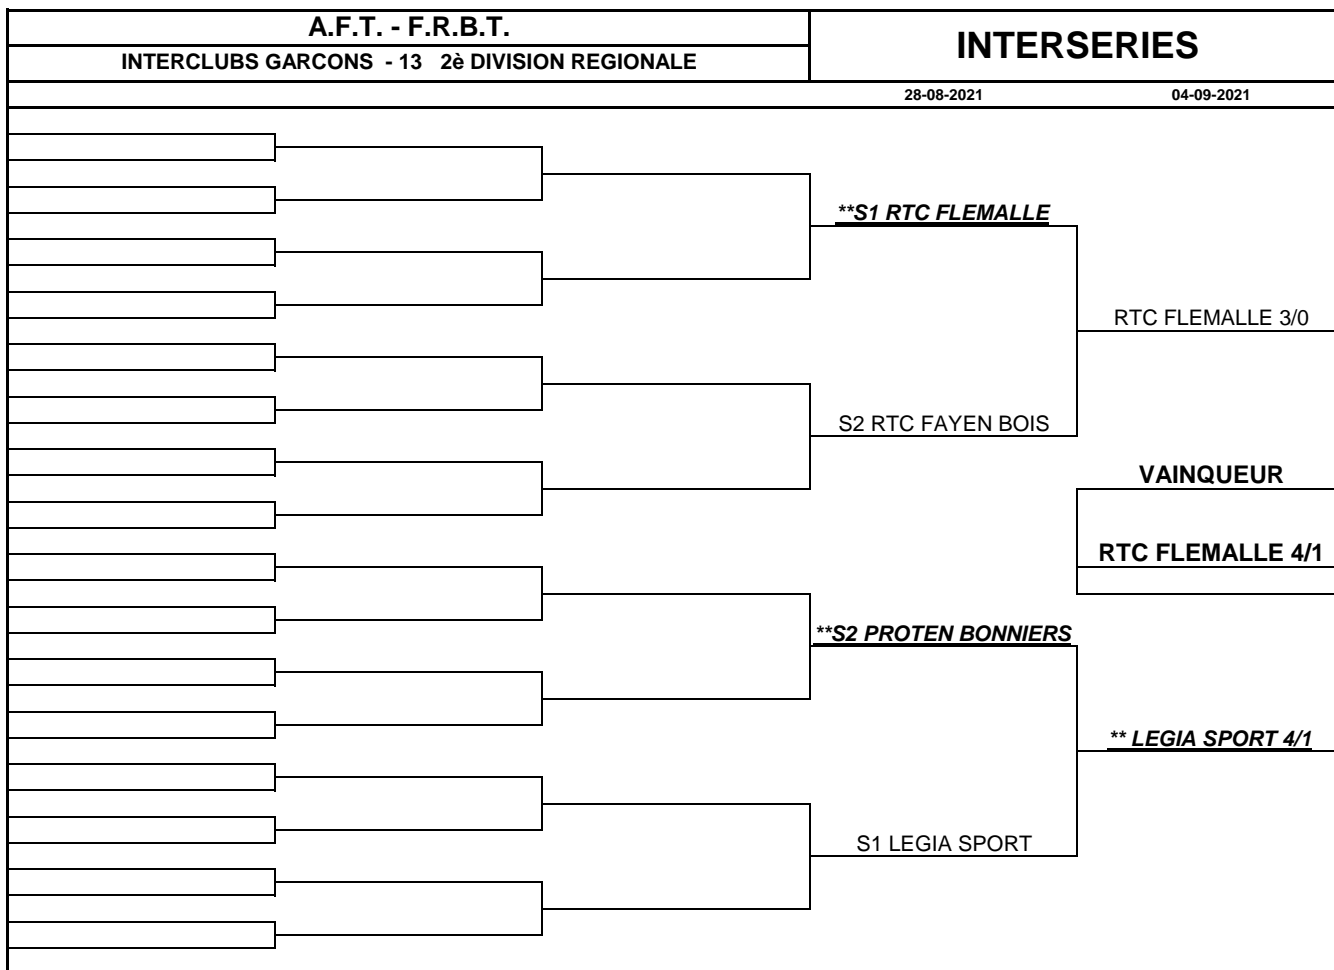 A.F.T. - F.R.B.T.
INTERCLUBS GARCONS - 13 2è DIVISION REGIONALE
INTERSERIES
28-08-2021 04-09-2021
**S1 RTC FLEMALLE
RTC FLEMALLE 3/0
S2 RTC FAYEN BOIS
VAINQUEUR
RTC FLEMALLE 4/1
**S2 PROTEN BONNIERS
** LEGIA SPORT 4/1
S1 LEGIA SPORT